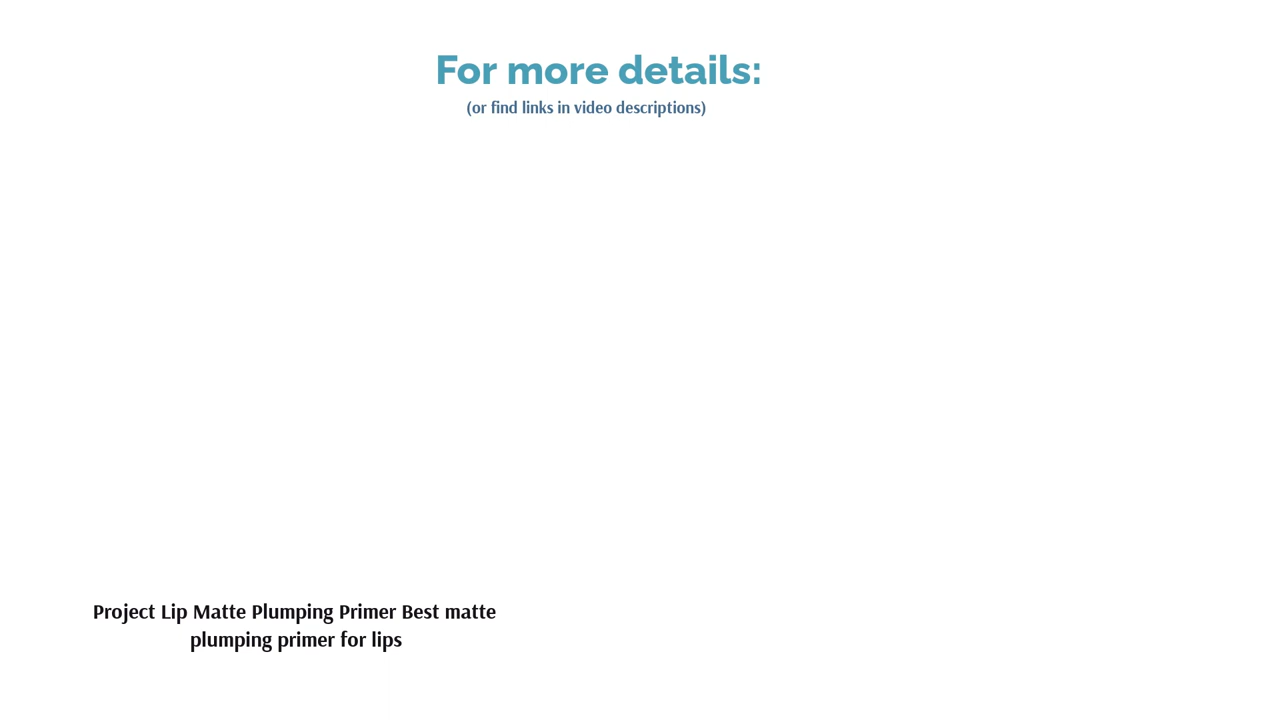 For more details:
(or find links in video descriptions)
Project Lip Matte Plumping Primer Best matte
plumping primer for lips